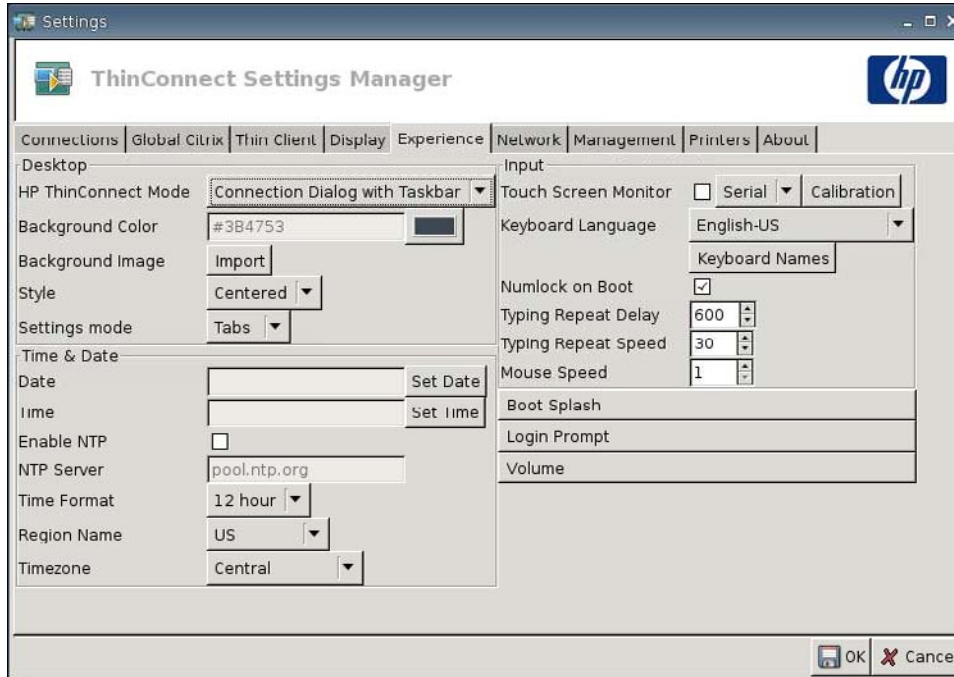 Settings
ThinConnect Settings Manager
hp
Connections Global Citrix Thin Client Display Experience Network Management Printers About
Desktop
HP ThinConnect Mode Connection Dialog with Taskbar
Background Color #3B4753
Background Image Import
Style Centered
Settings mode Tabs
Time & Date
Date Set Date
Time Set Time
Enable NTP
NTP Server pool.ntp.org
Time Format 12 hour
Region Name US
Timezone Central
Input
Touch Screen Monitor Serial Calibration
Keyboard Language English-US
Keyboard Names
Numlock on Boot
Typing Repeat Delay 600
Typing Repeat Speed 30
Mouse Speed 1
Boot Splash
Login Prompt
Volume
OK Cance